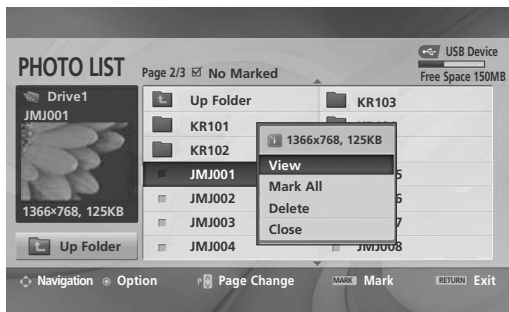 USB Device
PHOTO LIST
Page 2/3 No Marked
Free Space 150MB
Drive1
JMJ001
1366x768, 125KB
Up Folder
Up Folder
KR101
KR102
JMJ001
JMJ002
JMJ003
JMJ004
KR103
JMJ008
1366x768, 125KB
View
Mark All
Delete
Close
Navigation
Option
Page Change
MARK Mark
RETURN Exit